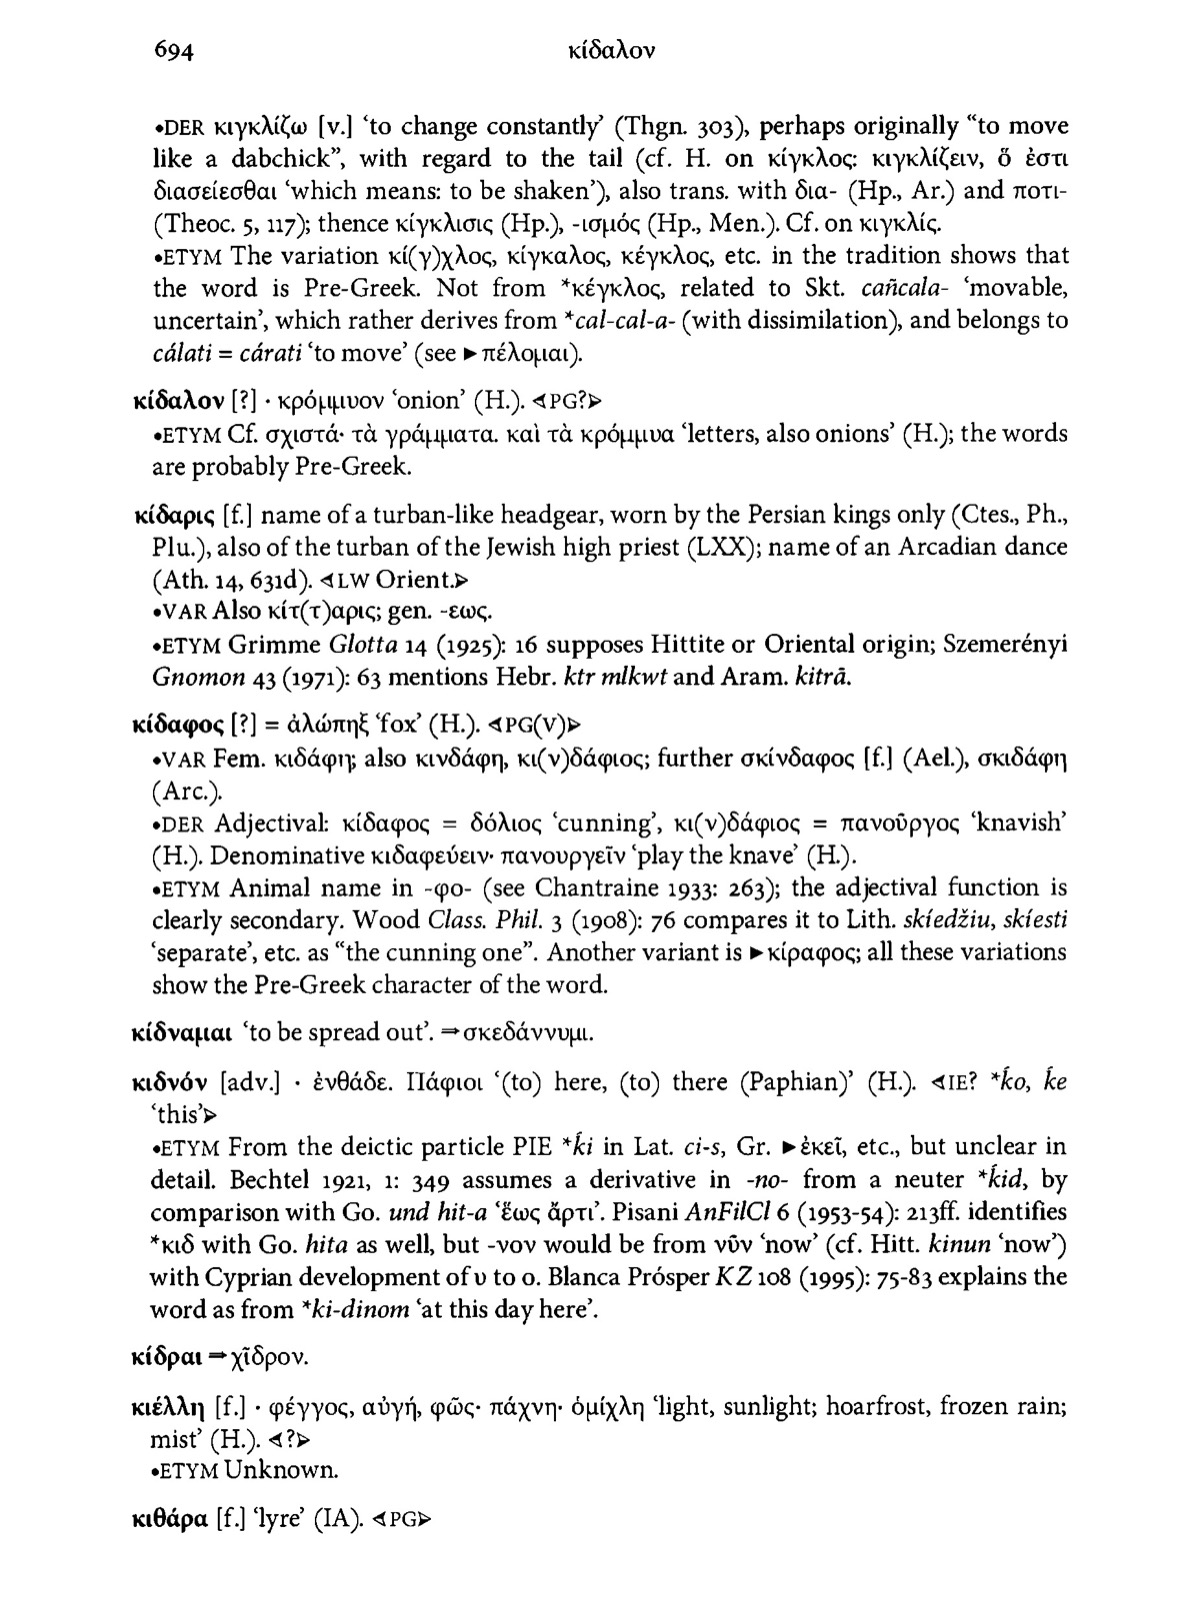 694 κίδαλον
•DER κιγκλίζω [v.] ‘to change constantly’ (Thgn. 303), perhaps originally “to move
like a dabchick”, with regard to the tail (cf. H. on κίγκλος: κιγκλίζειν, ὅ ἐστι
διασείεσθαι ‘which means: to be shaken’), also trans. with δια- (Hp., Ar.) and ποτι-
(Theoc. 5, 117); thence κίγκλισις (Hp.), -ισμός (Hp., Men.). Cf. on κιγκλίς.
•ETYM The variation κί(γ)χλος, κίγκαλος, κέγκλος, etc. in the tradition shows that
the word is Pre-Greek. Not from *κέγκλος, related to Skt. cañcala- ‘movable,
uncertain’, which rather derives from *cal-cal-a- (with dissimilation), and belongs to
cálati = cárati ‘to move’ (see ►πέλομαι).
κίδαλον [?] · κρόμμυον ‘onion’ (H.). ⊲PG?⊳
•ETYM Cf. σχιστά· τὰ γράμματα. καὶ τὰ κρόμμυα ‘letters, also onions’ (H.); the words
are probably Pre-Greek.
κίδαρις [f.] name of a turban-like headgear, worn by the Persian kings only (Ctes., Ph.,
Plu.), also of the turban of the Jewish high priest (LXX); name of an Arcadian dance
(Ath. 14, 631d). ⊲LW Orient.⊳
•VAR Also κίτ(τ)αρις; gen. -εως.
•ETYM Grimme Glotta 14 (1925): 16 supposes Hittite or Oriental origin; Szemerényi
Gnomon 43 (1971): 63 mentions Hebr. ktr mlkwt and Aram. kitrā.
κίδαφος [?] = ἀλώπηξ ‘fox’ (H.). ⊲PG(V)⊳
•VAR Fem. κιδάφη; also κινδάφη, κι(ν)δάφιος; further σκίνδαφος [f.] (Ael.), σκιδάφη
(Arc.).
•DER Adjectival: κίδαφος = δόλιος ‘cunning’, κι(ν)δάφιος = πανοῦργος ‘knavish’
(H.). Denominative κιδαφεύειν· πανουργεῖν ‘play the knave’ (H.).
•ETYM Animal name in -φο- (see Chantraine 1933: 263); the adjectival function is
clearly secondary. Wood Class. Phil. 3 (1908): 76 compares it to Lith. skíedžiu, skíesti
‘separate’, etc. as “the cunning one”. Another variant is ►κίραφος; all these variations
show the Pre-Greek character of the word.
κίδναμαι ‘to be spread out’. ⇒σκεδάννυμι.
κιδνόν [adv.] · ἐνθάδε. Πάφιοι ‘(to) here, (to) there (Paphian)’ (H.). ⊲IE? *ḱo, ḱe
‘this’⊳
•ETYM From the deictic particle PIE *ḱi in Lat. ci-s, Gr. ►ἐκεῖ, etc., but unclear in
detail. Bechtel 1921, 1: 349 assumes a derivative in -no- from a neuter *ḱid, by
comparison with Go. und hit-a ‘ἕως ἄρτι’. Pisani AnFilCl 6 (1953-54): 213ff. identifies
*κιδ with Go. hita as well, but -νον would be from νῦν ‘now’ (cf. Hitt. kinun ‘now’)
with Cyprian development of υ to ο. Blanca Prósper KZ 108 (1995): 75-83 explains the
word as from *ki-dinom ‘at this day here’.
κίδραι ⇒χῖδρον.
κιέλλη [f.] · φέγγος, αὐγή, φῶς· πάχνη· ὁμίχλη ‘light, sunlight; hoarfrost, frozen rain;
mist’ (H.). ⊲?⊳
•ETYM Unknown.
κιθάρα [f.] ‘lyre’ (IA). ⊲PG⊳